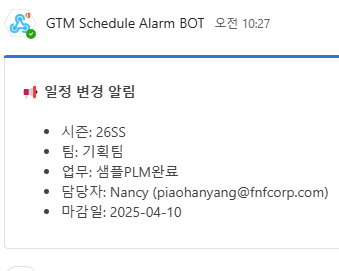 GTM Schedule Alarm BOT 오전 10:27
일정 변경 알림
• 시즌: 26SS
• 팀: 기획팀
• 업무: 샘플PLM완료
• 담당자: Nancy (piaohanyang@fnfcorp.com)
• 마감일: 2025-04-10